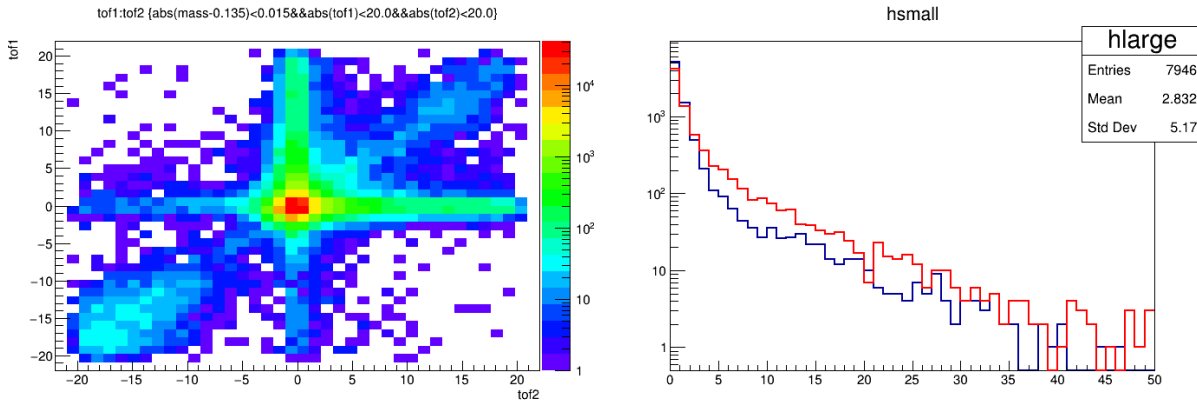 tof1:tof2 {abs(mass-0.135)<0.015&&abs(tof1)<20.0&&abs(tof2)<20.0}
tof1
20
15
10
5
0
−5
−10
−15
−20
−20 −15 −10 −5 0 5 10 15 20
tof2
10^4
10^3
10^2
10
1
hsmall
hlarge
Entries 7946
Mean 2.832
Std Dev 5.17
10^3
10^2
10
1
0 5 10 15 20 25 30 35 40 45 50